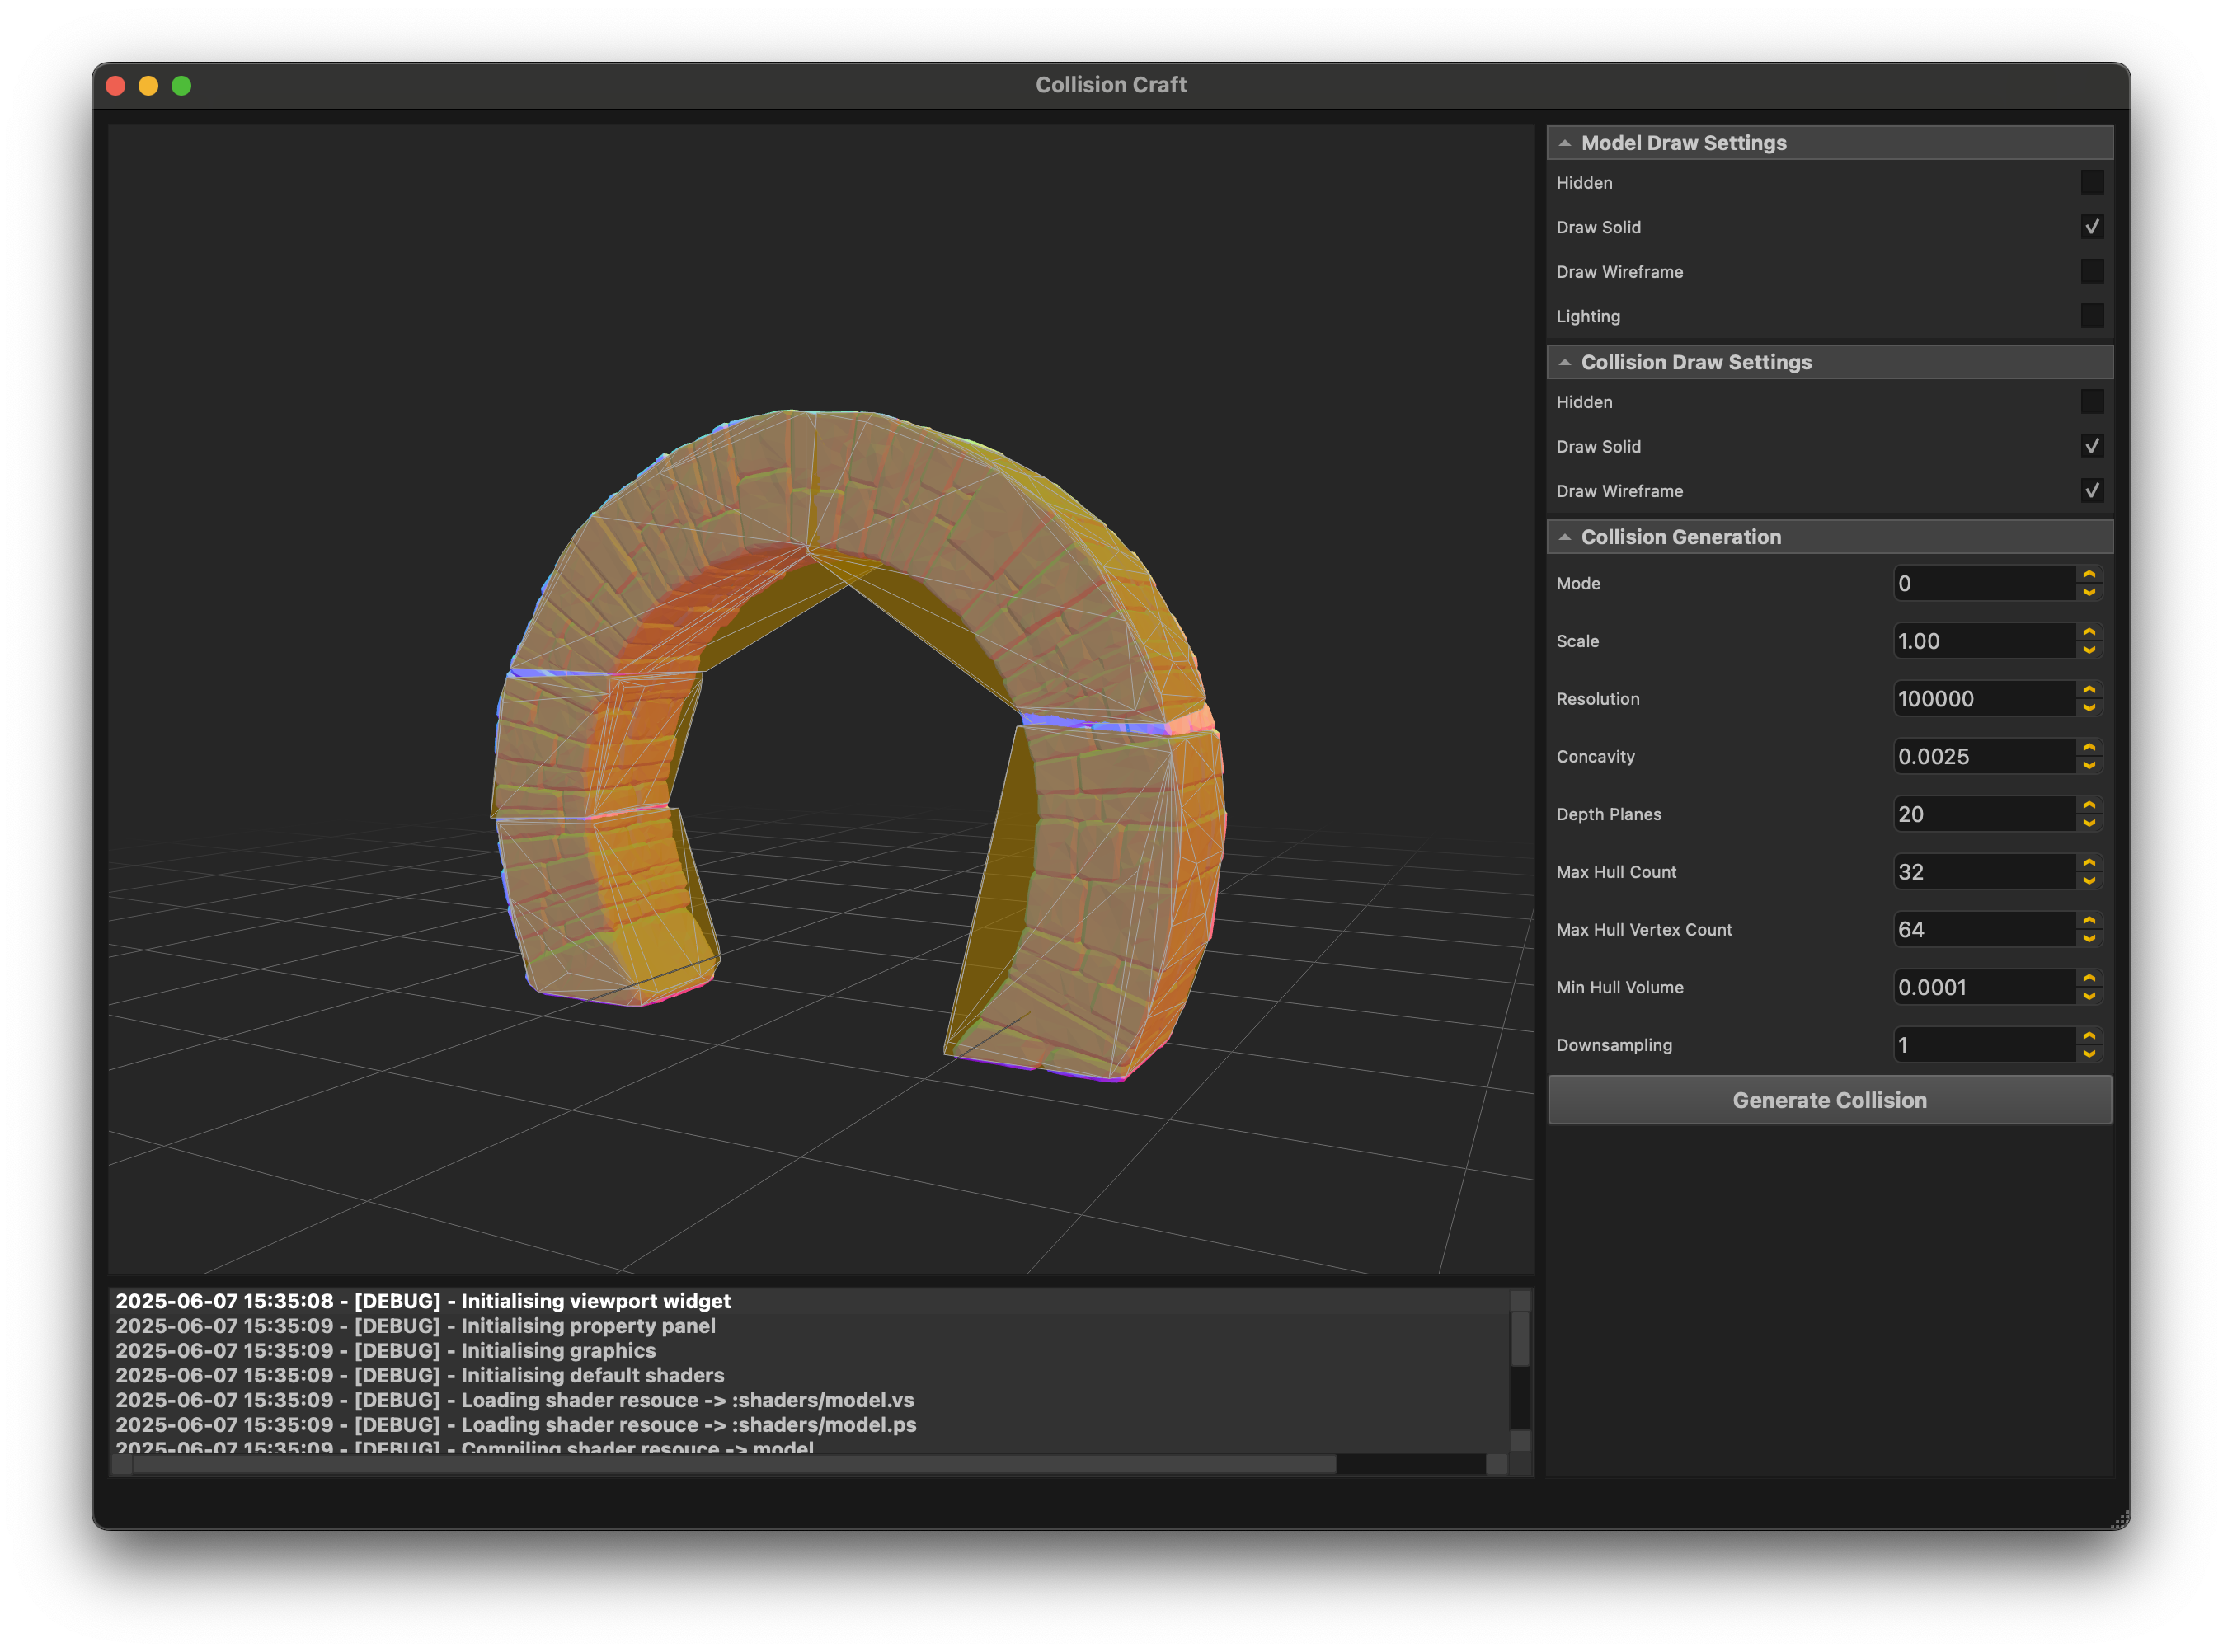 Collision Craft
Model Draw Settings
Hidden
Draw Solid
Draw Wireframe
Lighting
Collision Draw Settings
Hidden
Draw Solid
Draw Wireframe
Collision Generation
Mode 0
Scale 1.00
Resolution 100000
Concavity 0.0025
Depth Planes 20
Max Hull Count 32
Max Hull Vertex Count 64
Min Hull Volume 0.0001
Downsampling 1
Generate Collision
2025-06-07 15:35:08 - [DEBUG] - Initialising viewport widget
2025-06-07 15:35:09 - [DEBUG] - Initialising property panel
2025-06-07 15:35:09 - [DEBUG] - Initialising graphics
2025-06-07 15:35:09 - [DEBUG] - Initialising default shaders
2025-06-07 15:35:09 - [DEBUG] - Loading shader resouce -> :shaders/model.vs
2025-06-07 15:35:09 - [DEBUG] - Loading shader resouce -> :shaders/model.ps
2025-06-07 15:35:09 - [DEBUG] - Compiling shader resouce -> model